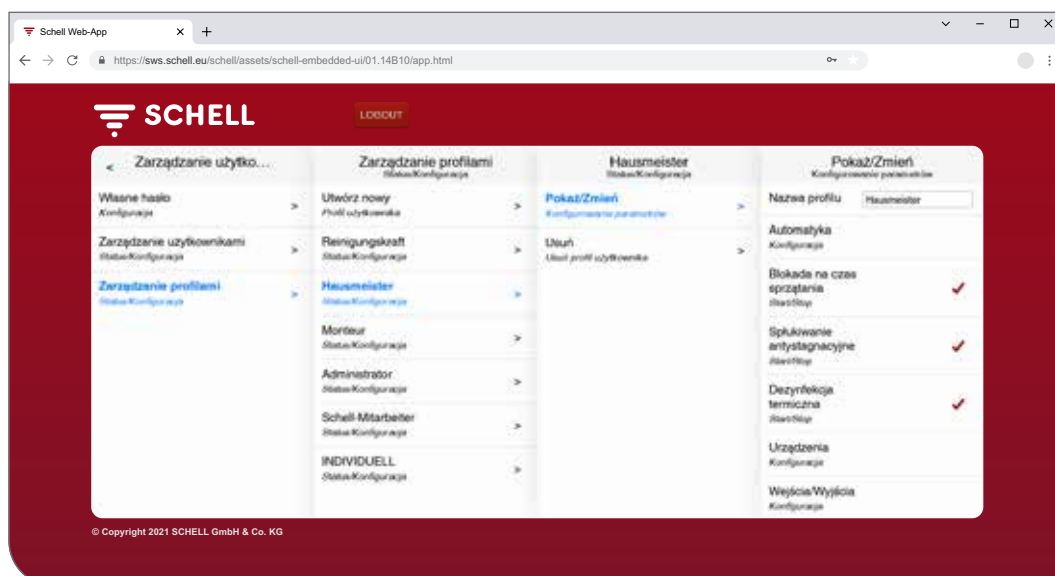 Schell Web-App
https://sws.schell.eu/schell/assets/schell-embedded-ui/01.14B10/app.html
SCHELL
LOGOUT
< Zarządzanie użytko...
Własne hasło >
Konfiguracja
Zarządzanie użytkownikami >
Status/Konfiguracja
Zarządzanie profilami >
Status/Konfiguracja
Zarządzanie profilami
Status/Konfiguracja
Utwórz nowy >
Profil użytkownika
Reinigungskraft >
Status/Konfiguracja
Hausmeister >
Status/Konfiguracja
Monteur >
Status/Konfiguracja
Administrator >
Status/Konfiguracja
Schell-Mitarbeiter >
Status/Konfiguracja
INDIVIDUELL >
Status/Konfiguracja
Hausmeister
Status/Konfiguracja
Pokaż/Zmień >
Konfigurowanie parametrów
Usuń >
Usuń profil użytkownika
Pokaż/Zmień
Konfigurowanie parametrów
Nazwa profilu Hausmeister
Automatyka
Konfiguracja
Blokada na czas
sprzątania
Start/Stop
Spłukiwanie
antystagnacyjne
Start/Stop
Dezynfekcja
termiczna
Start/Stop
Urządzenia
Konfiguracja
Wejścia/Wyjścia
Konfiguracja
© Copyright 2021 SCHELL GmbH & Co. KG